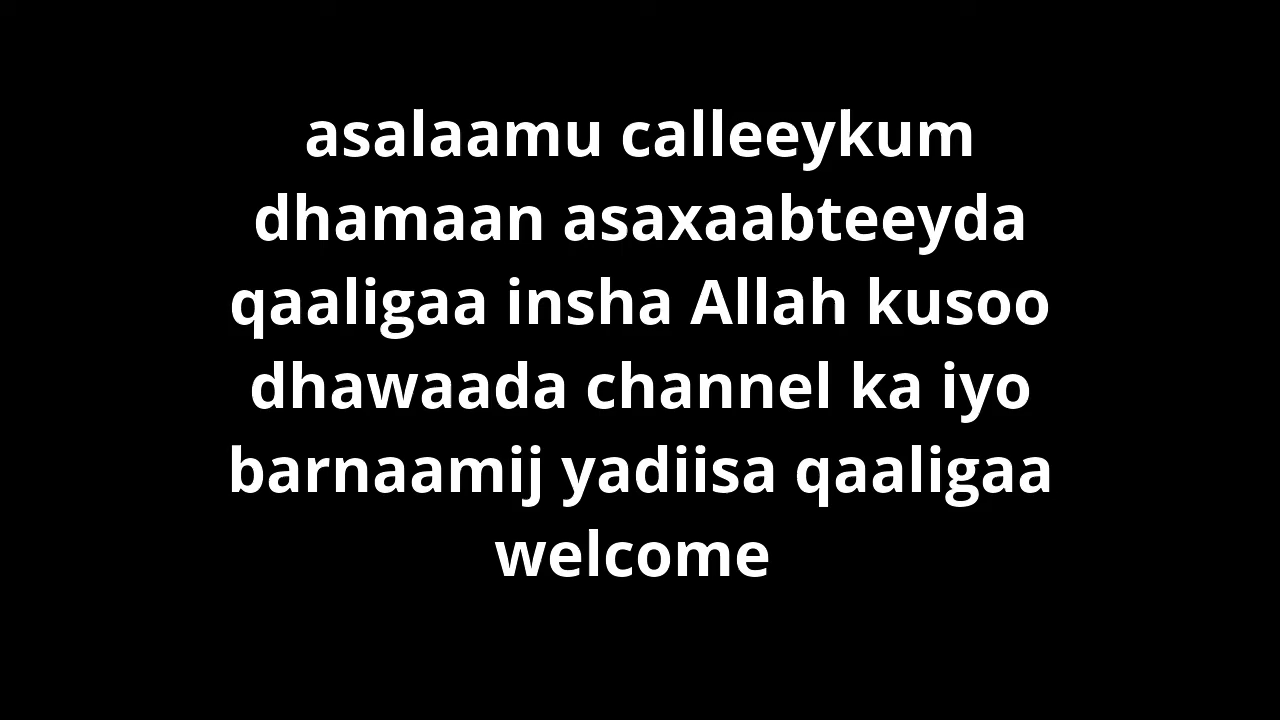 asalaamu calleeykum
dhamaan asaxaabteeyda
qaaligaa insha Allah kusoo
dhawaada channel ka iyo
barnaamij yadiisa qaaligaa
welcome